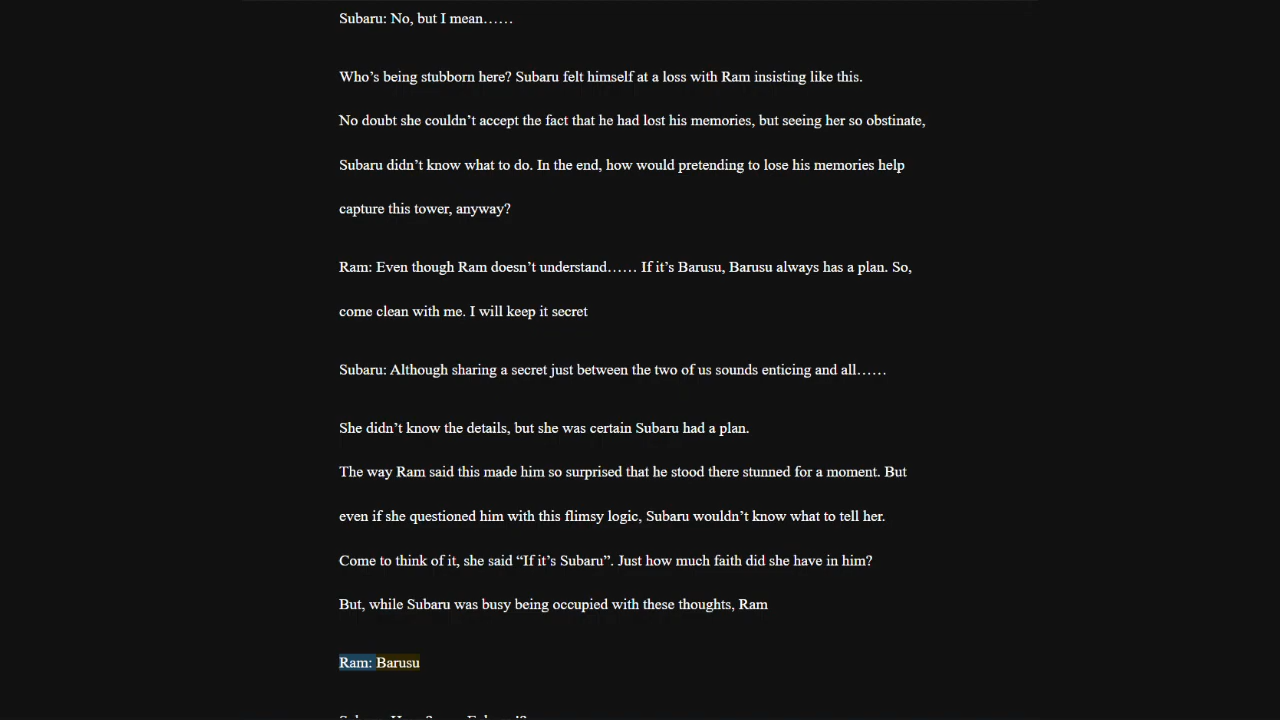 Subaru: No, but I mean……
Who’s being stubborn here? Subaru felt himself at a loss with Ram insisting like this.
No doubt she couldn’t accept the fact that he had lost his memories, but seeing her so obstinate,
Subaru didn’t know what to do. In the end, how would pretending to lose his memories help
capture this tower, anyway?
Ram: Even though Ram doesn’t understand…… If it’s Barusu, Barusu always has a plan. So,
come clean with me. I will keep it secret
Subaru: Although sharing a secret just between the two of us sounds enticing and all……
She didn’t know the details, but she was certain Subaru had a plan.
The way Ram said this made him so surprised that he stood there stunned for a moment. But
even if she questioned him with this flimsy logic, Subaru wouldn’t know what to tell her.
Come to think of it, she said “If it’s Subaru”. Just how much faith did she have in him?
But, while Subaru was busy being occupied with these thoughts, Ram
Ram: Barusu